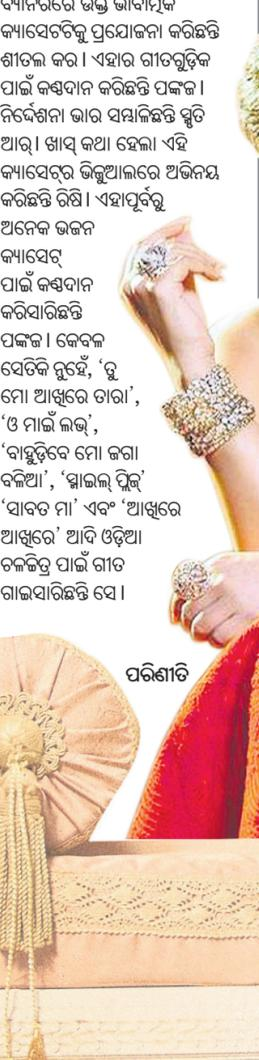 ବ୍ୟାନରରେ ଉକ୍ତ ଭାବାତ୍ମକ
କ୍ୟାସେଟଟିକୁ ପ୍ରଯୋଜନା କରିଛନ୍ତି
ଶୀତଲ କର । ଏହାର ଗୀତଗୁଡ଼ିକ
ପାଇଁ କଣ୍ଠଦାନ କରିଛନ୍ତି ପଙ୍କଜ ।
ନିର୍ଦ୍ଦେଶନା ଭାର ସମ୍ଭାଳିଛନ୍ତି ସ୍ମୃତି
ଆର୍ । ଖାସ୍ କଥା ହେଲା ଏହି
କ୍ୟାସେଟ୍‌ର ଭିଜୁଆଲରେ ଅଭିନୟ
କରିଛନ୍ତି ରିଷି । ଏହାପୂର୍ବରୁ
ଅନେକ ଭଜନ
କ୍ୟାସେଟ୍
ପାଇଁ କଣ୍ଠଦାନ
କରିସାରିଛନ୍ତି
ପଙ୍କଜ । କେବଳ
ସେତିକି ନୁହେଁ, ‘ତୁ
ମୋ ଆଖିରେ ତାରା’,
‘ଓ ମାଇଁ ଲଭ୍’,
‘ବାହୁଡ଼ିବେ ମୋ ଜଗା
ବଳିଆ’, ‘ସ୍ମାଇଲ୍ ପ୍ଲିଜ୍’
‘ସାବତ ମା’ ଏବଂ ‘ଆଖିରେ
ଆଖିରେ’ ଆଦି ଓଡ଼ିଆ
ଚଳଚ୍ଚିତ୍ର ପାଇଁ ଗୀତ
ଗାଇସାରିଛନ୍ତି ସେ ।
ପରିଣୀତି